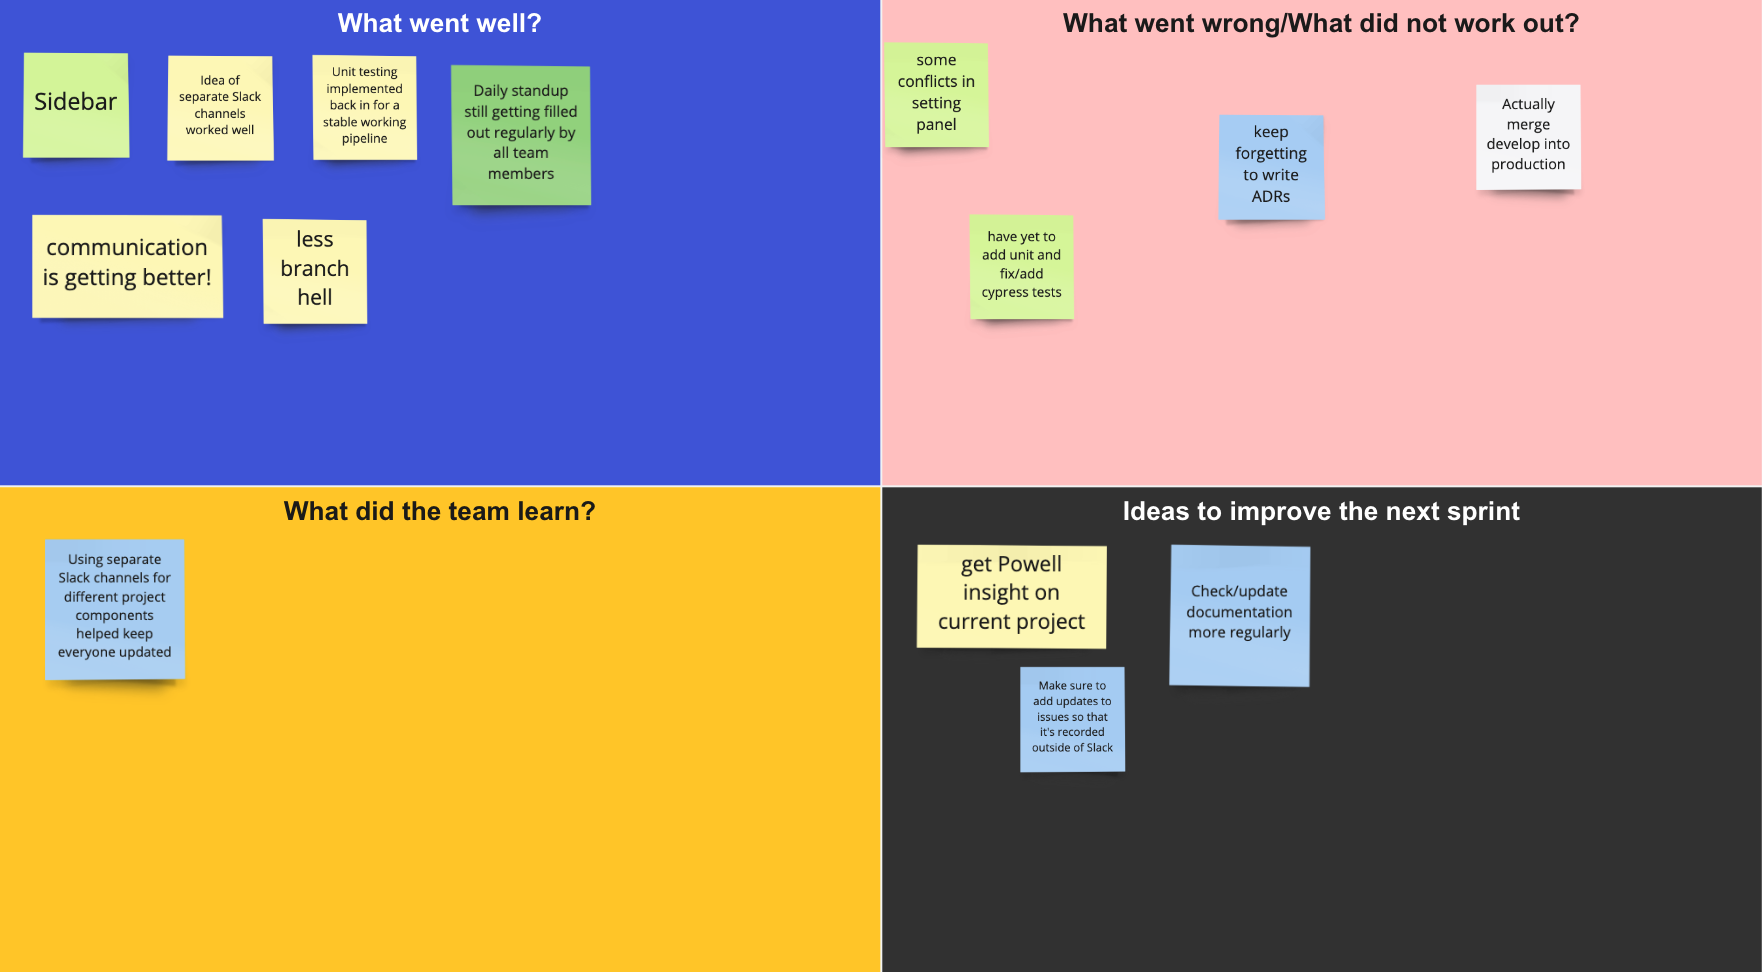 What went well?
Sidebar
Idea of
separate Slack
channels
worked well
Unit testing
implemented
back in for a
stable working
pipeline
Daily standup
still getting filled
out regularly by
all team
members
communication
is getting better!
less
branch
hell
What went wrong/What did not work out?
some
conflicts in
setting
panel
keep
forgetting
to write
ADRs
Actually
merge
develop into
production
have yet to
add unit and
fix/add
cypress tests
What did the team learn?
Using separate
Slack channels for
different project
components
helped keep
everyone updated
Ideas to improve the next sprint
get Powell
insight on
current project
Check/update
documentation
more regularly
Make sure to
add updates to
issues so that
it's recorded
outside of Slack